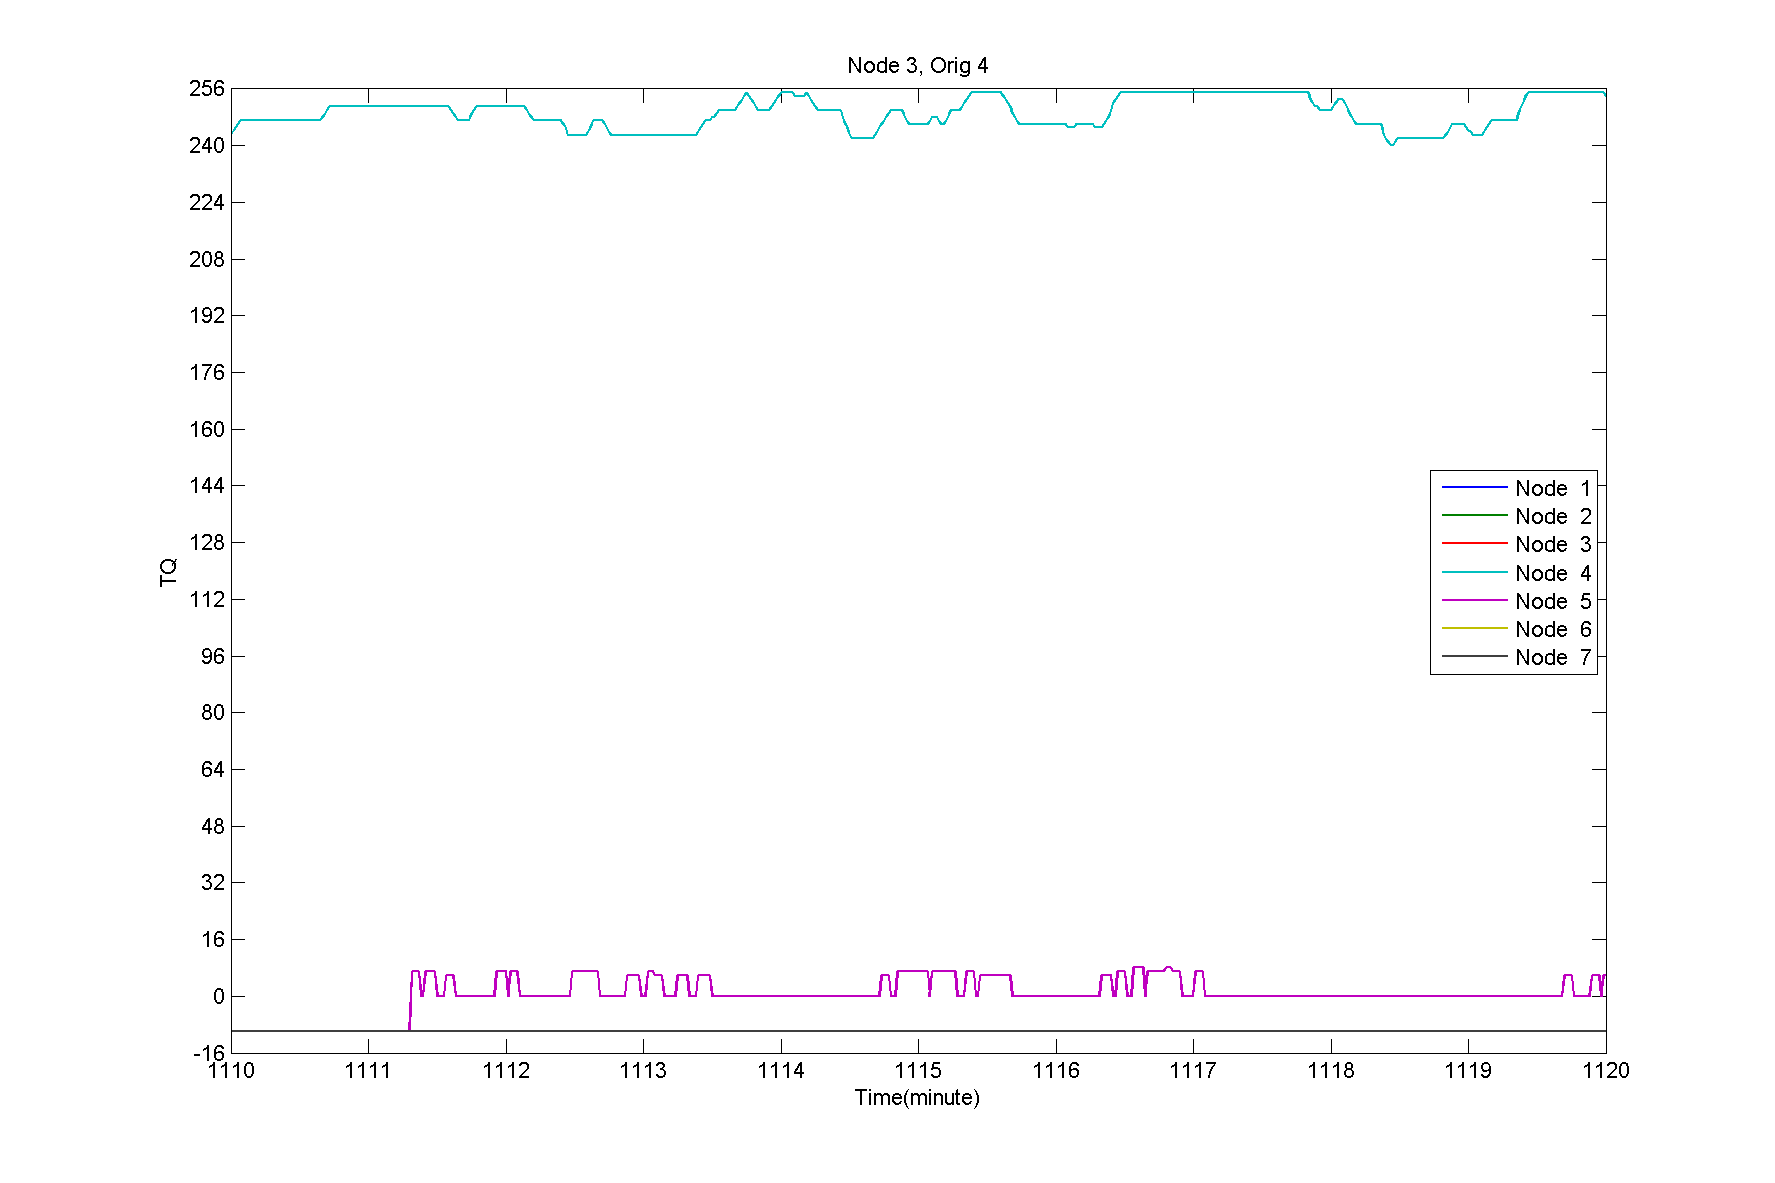 Node 3, Orig 4
256
240
224
208
192
176
160
144
128
112
96
80
64
48
32
16
0
-16
TQ
Node 1
Node 2
Node 3
Node 4
Node 5
Node 6
Node 7
1110 1111 1112 1113 1114 1115 1116 1117 1118 1119 1120
Time(minute)